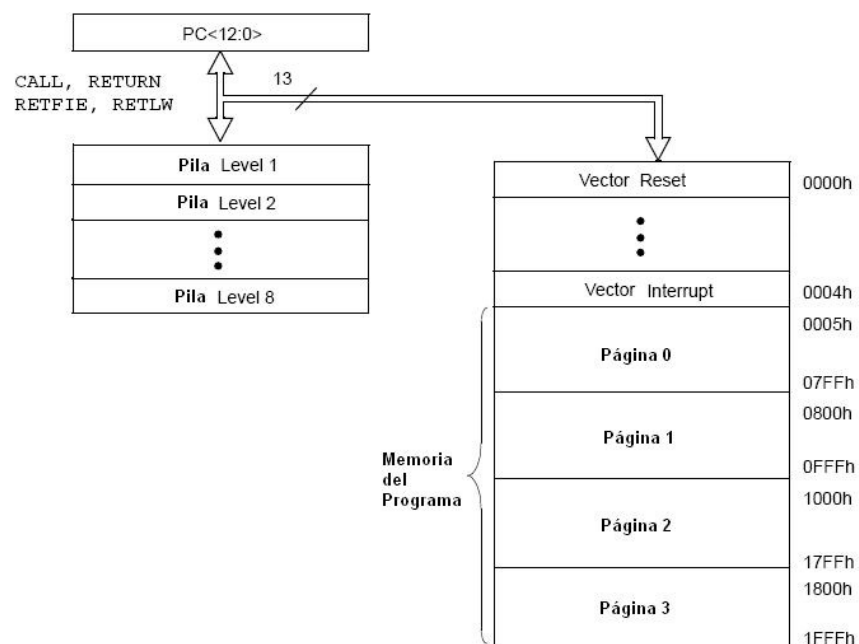 PC<12:0>
CALL, RETURN
RETFIE, RETLW
13
Pila Level 1
Pila Level 2
Pila Level 8
Vector Reset
0000h
Vector Interrupt
0004h
0005h
Página 0
07FFh
0800h
Página 1
0FFFh
Memoria
del
Programa
1000h
Página 2
17FFh
1800h
Página 3
1FFFh